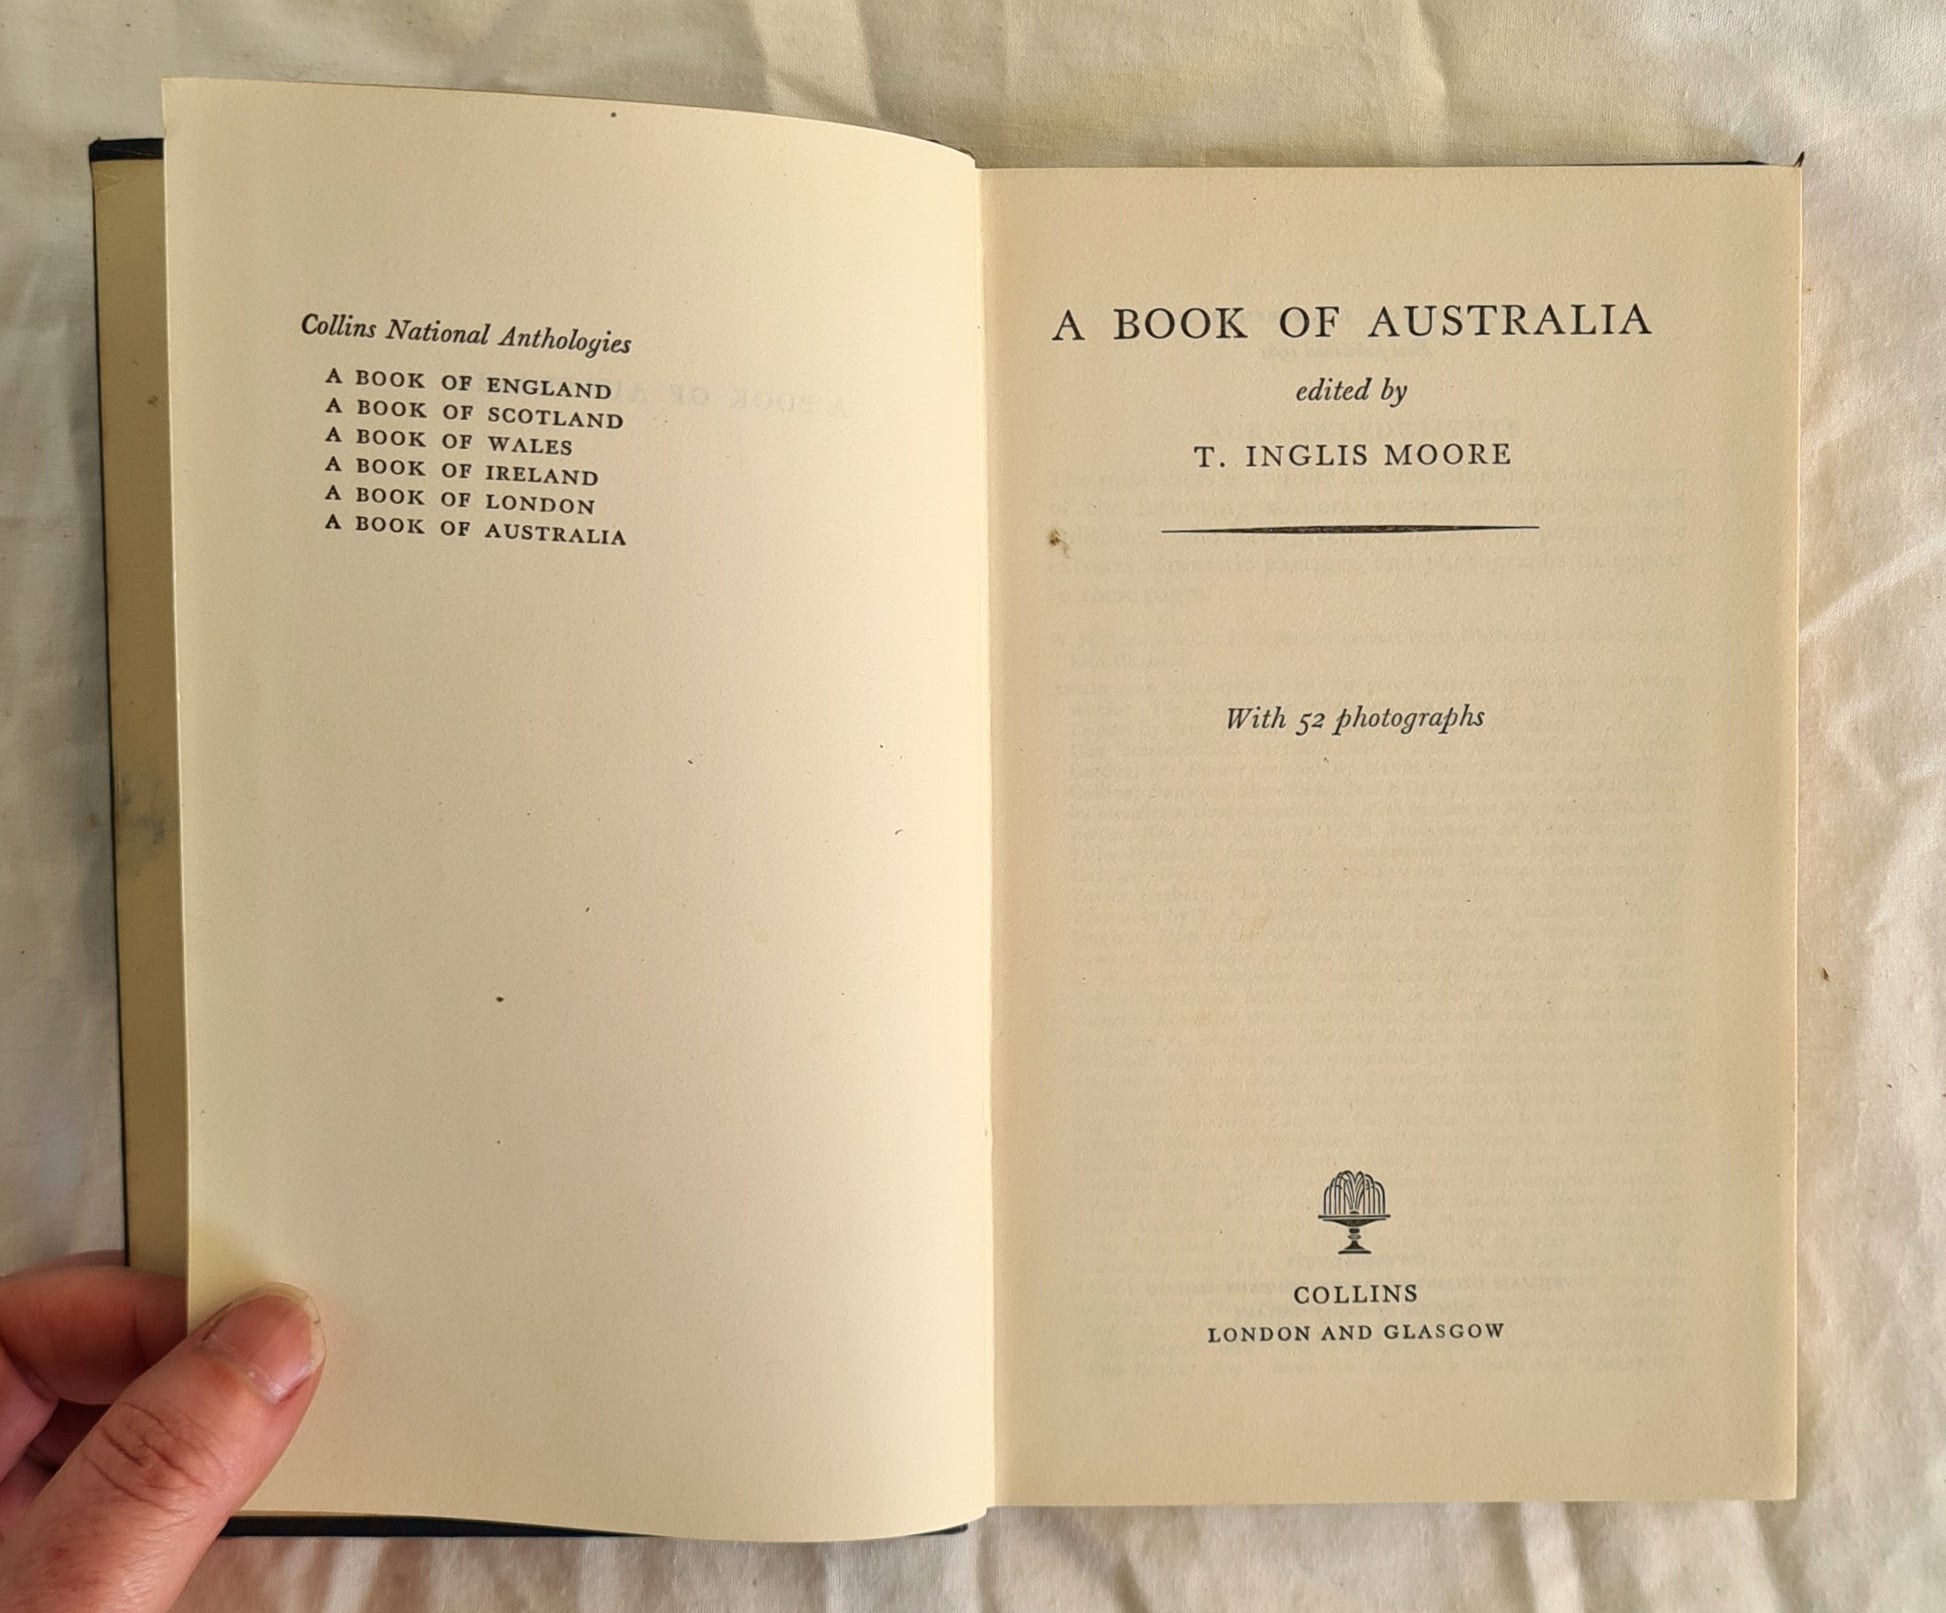 Collins National Anthologies
A BOOK OF ENGLAND
A BOOK OF SCOTLAND
A BOOK OF WALES
A BOOK OF IRELAND
A BOOK OF LONDON
A BOOK OF AUSTRALIA
A BOOK OF AUSTRALIA
edited by
T. INGLIS MOORE
With 52 photographs
COLLINS
LONDON AND GLASGOW